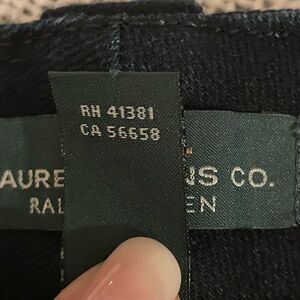 RH 41381
CA 56658
AURE NS CO.
RAL EN